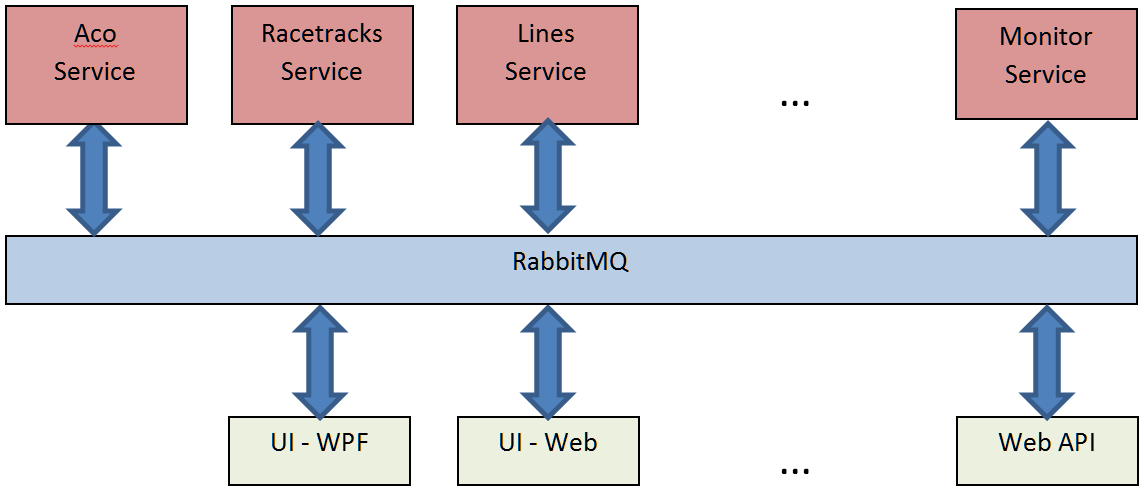 Aco
Service
Racetracks
Service
Lines
Service
...
Monitor
Service
RabbitMQ
UI - WPF
UI - Web
...
Web API